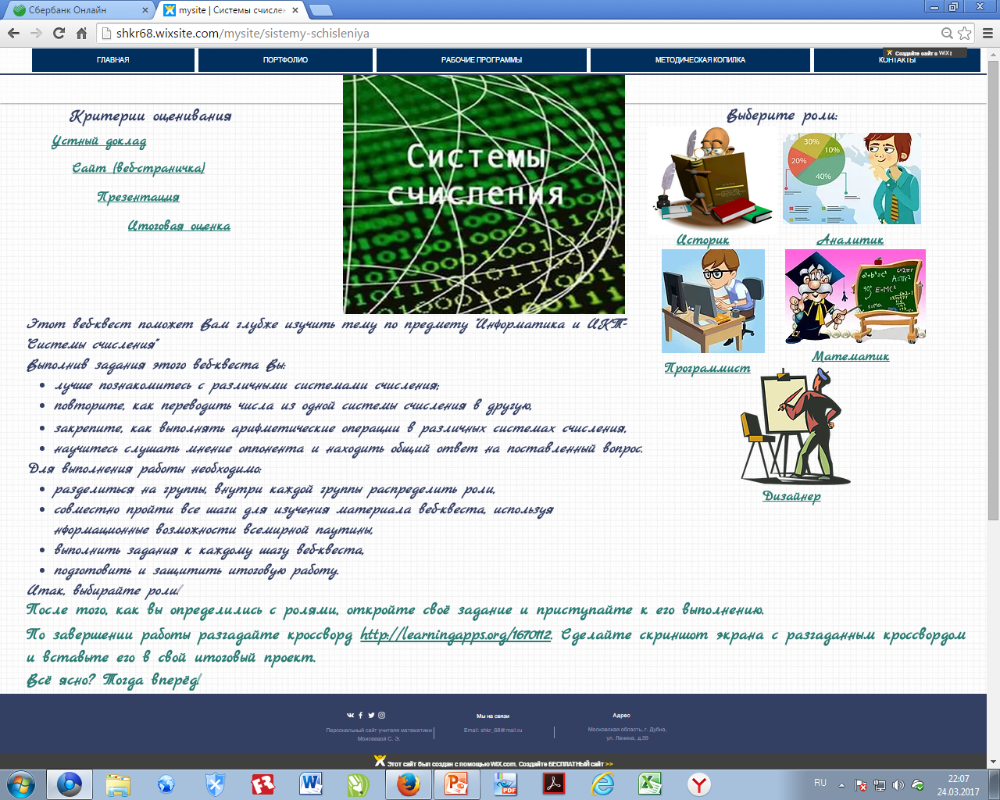 Сбербанк Онлайн
mysite | Системы счислен
shkr68.wixsite.com/mysite/sistemy-schisleniya
ГЛАВНАЯ
ПОРТФОЛИО
РАБОЧИЕ ПРОГРАММЫ
МЕТОДИЧЕСКАЯ КОПИЛКА
КОНТАКТЫ
Создайте сайт с WiX!
Критерии оценивания
Устный доклад
Сайт (веб-страничка)
Презентация
Итоговая оценка
Системы
счисления
Выберите роли:
30%
10%
20%
40%
Историк
Аналитик
Программист
Математик
Дизайнер
Этот веб-квест поможет Вам глубже изучить тему по предмету "Информатика и ИКТ"-
"Системы счисления"
Выполнив задания этого веб-квеста Вы:
лучше познакомитесь с различными системами счисления;
повторите, как переводить числа из одной системы счисления в другую,
закрепите, как выполнять арифметические операции в различных системах счисления,
научитесь слушать мнение оппонента и находить общий ответ на поставленный вопрос.
Для выполнения работы необходимо:
разделиться на группы, внутри каждой группы распределить роли,
совместно пройти все шаги для изучения материала веб-квеста, используя
нформационные возможности всемирной паутины,
выполнить задания к каждому шагу веб-квеста,
подготовить и защитить итоговую работу.
Итак, выбирайте роли!
После того, как вы определились с ролями, откройте своё задание и приступайте к его выполнению.
По завершении работы разгадайте кроссворд http://learningapps.org/1670112. Сделайте скриншот экрана с разгаданным кроссвордом
и вставьте его в свой итоговый проект.
Всё ясно? Тогда вперёд!
Персональный сайт учителя математики
Моисеевой С. Э.
Мы на связи
Email: shkr_68@mail.ru
Адрес
Московская область, г. Дубна,
ул. Ленина, д.39
Этот сайт был создан с помощью WIX.com. Создайте БЕСПЛАТНЫЙ сайт >>
RU
22:07
24.03.2017